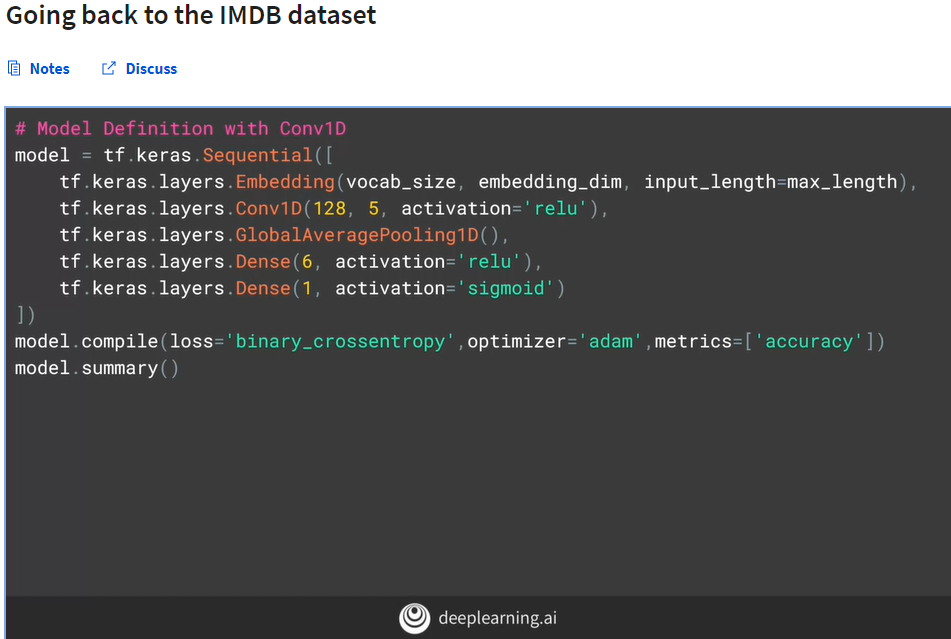 Going back to the IMDB dataset
Notes Discuss
# Model Definition with Conv1D
model = tf.keras.Sequential([
    tf.keras.layers.Embedding(vocab_size, embedding_dim, input_length=max_length),
    tf.keras.layers.Conv1D(128, 5, activation='relu'),
    tf.keras.layers.GlobalAveragePooling1D(),
    tf.keras.layers.Dense(6, activation='relu'),
    tf.keras.layers.Dense(1, activation='sigmoid')
])
model.compile(loss='binary_crossentropy',optimizer='adam',metrics=['accuracy'])
model.summary()
deeplearning.ai